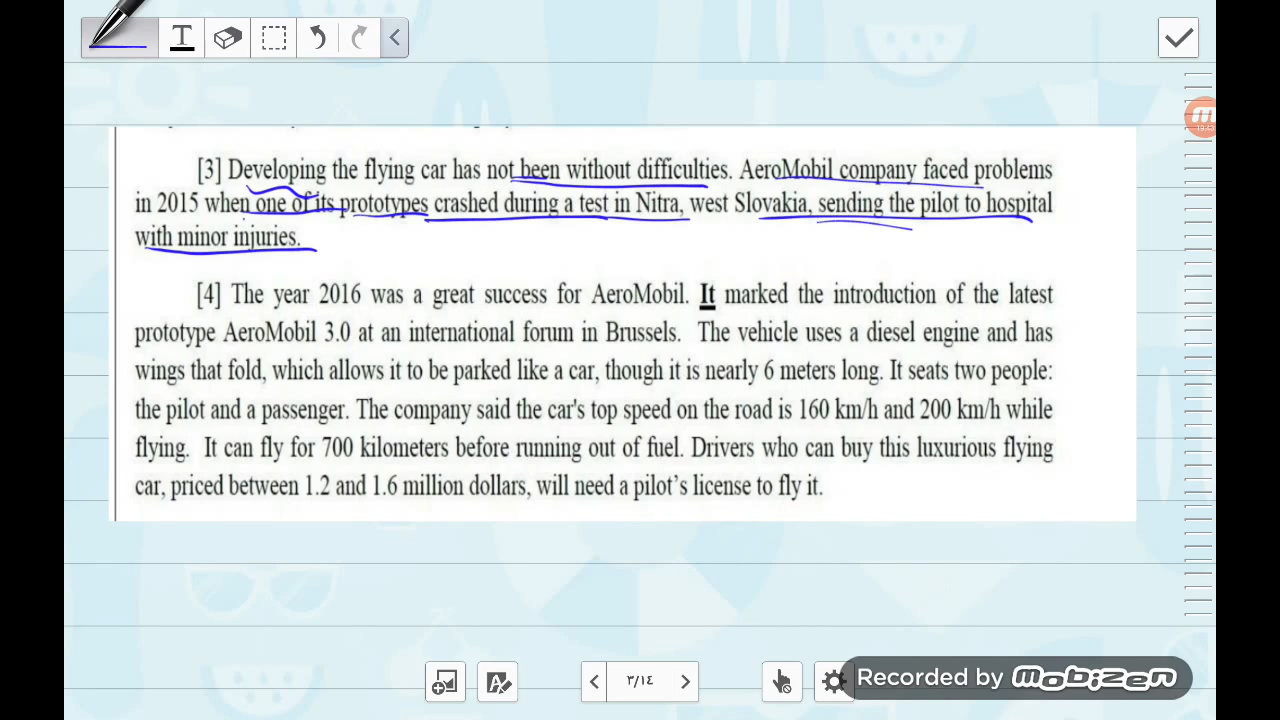 T
[3] Developing the flying car has not been without difficulties. AeroMobil company faced problems
in 2015 when one of its prototypes crashed during a test in Nitra, west Slovakia, sending the pilot to hospital
with minor injuries.
[4] The year 2016 was a great success for AeroMobil. It marked the introduction of the latest
prototype AeroMobil 3.0 at an international forum in Brussels. The vehicle uses a diesel engine and has
wings that fold, which allows it to be parked like a car, though it is nearly 6 meters long. It seats two people:
the pilot and a passenger. The company said the car's top speed on the road is 160 km/h and 200 km/h while
flying. It can fly for 700 kilometers before running out of fuel. Drivers who can buy this luxurious flying
car, priced between 1.2 and 1.6 million dollars, will need a pilot’s license to fly it.
٣/١٤
Recorded by mobizen